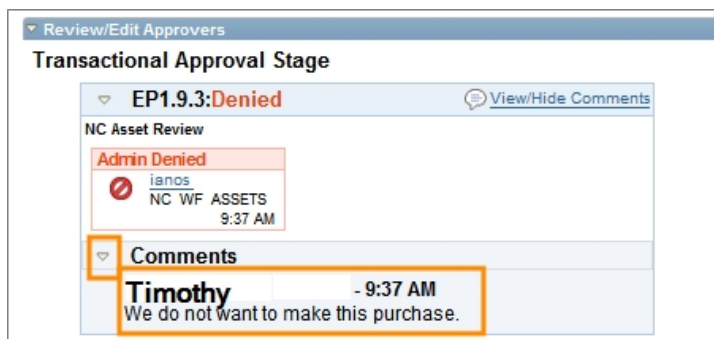 Review/Edit Approvers
Transactional Approval Stage
EP1.9.3:Denied
View/Hide Comments
NC Asset Review
Admin Denied
ianos
NC WF ASSETS
9:37 AM
Comments
Timothy - 9:37 AM
We do not want to make this purchase.